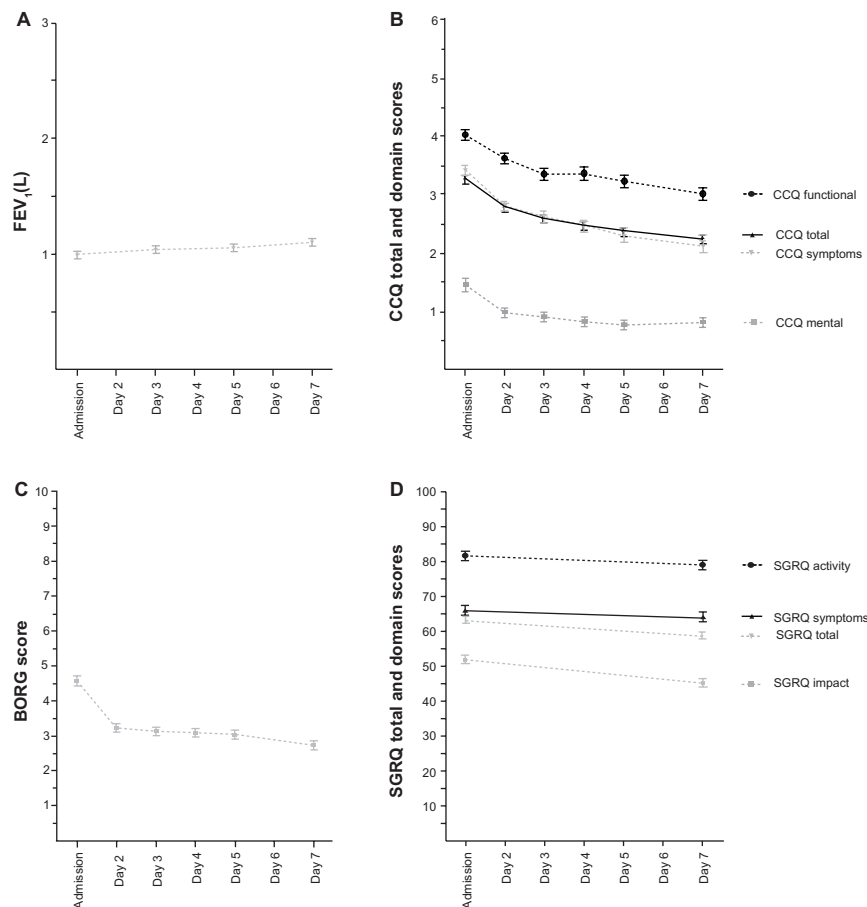 A
FEV1(L)
3
2
1
Admission
Day 2
Day 3
Day 4
Day 5
Day 6
Day 7
B
CCQ total and domain scores
6
5
4
3
2
1
Admission
Day 2
Day 3
Day 4
Day 5
Day 6
Day 7
CCQ functional
CCQ total
CCQ symptoms
CCQ mental
C
BORG score
10
9
8
7
6
5
4
3
2
1
Admission
Day 2
Day 3
Day 4
Day 5
Day 6
Day 7
D
SGRQ total and domain scores
100
90
80
70
60
50
40
30
20
10
Admission
Day 2
Day 3
Day 4
Day 5
Day 6
Day 7
SGRQ activity
SGRQ symptoms
SGRQ total
SGRQ impact